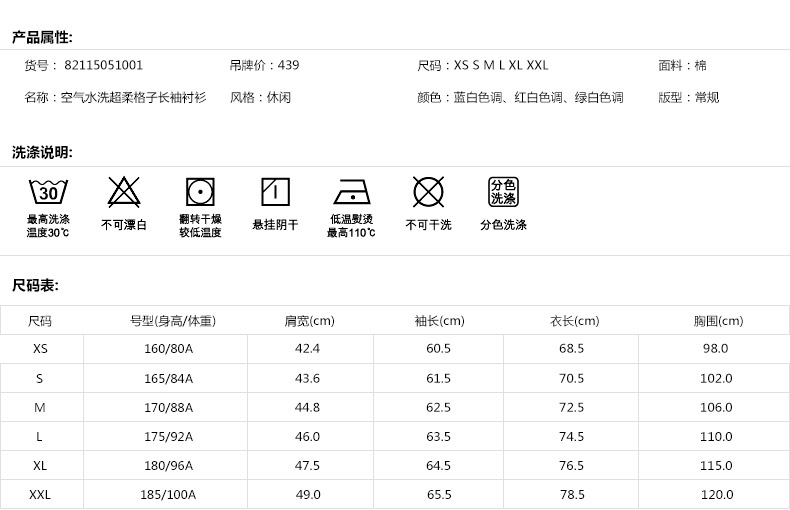 产品属性:
货号： 82115051001 吊牌价：439 尺码：XS S M L XL XXL 面料：棉
名称：空气水洗超柔格子长袖衬衫 风格：休闲 颜色：蓝白色调、红白色调、绿白色调 版型：常规
洗涤说明:
30 分色
洗涤
最高洗涤 不可漂白 翻转干燥 悬挂阴干 低温熨烫 不可干洗 分色洗涤
温度30℃ 较低温度 最高110℃
尺码表:
尺码 号型(身高/体重) 肩宽(cm) 袖长(cm) 衣长(cm) 胸围(cm)
XS 160/80A 42.4 60.5 68.5 98.0
S 165/84A 43.6 61.5 70.5 102.0
M 170/88A 44.8 62.5 72.5 106.0
L 175/92A 46.0 63.5 74.5 110.0
XL 180/96A 47.5 64.5 76.5 115.0
XXL 185/100A 49.0 65.5 78.5 120.0